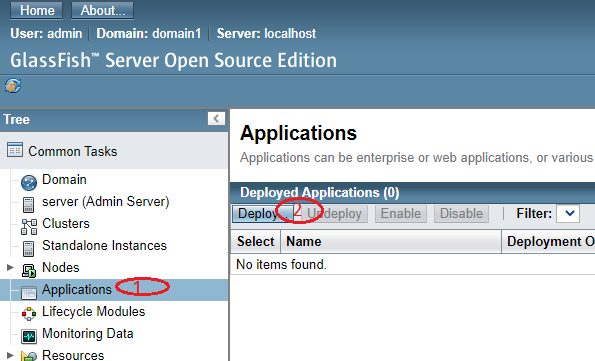 Home About...
User: admin Domain: domain1 Server: localhost
GlassFish™ Server Open Source Edition
Tree
Common Tasks
Domain
server (Admin Server)
Clusters
Standalone Instances
Nodes
Applications 1
Lifecycle Modules
Monitoring Data
Resources
Applications
Applications can be enterprise or web applications, or various
Deployed Applications (0)
Deploy... 2 Undeploy Enable Disable Filter:
Select Name Deployment O
No items found.